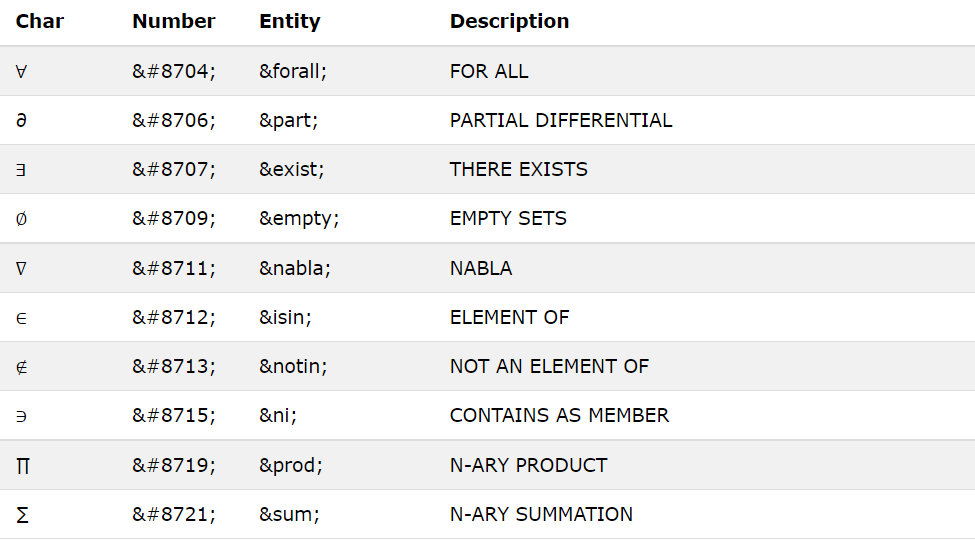 Char Number Entity Description
∀ &#8704; &forall; FOR ALL
∂ &#8706; &part; PARTIAL DIFFERENTIAL
∃ &#8707; &exist; THERE EXISTS
∅ &#8709; &empty; EMPTY SETS
∇ &#8711; &nabla; NABLA
∈ &#8712; &isin; ELEMENT OF
∉ &#8713; &notin; NOT AN ELEMENT OF
∋ &#8715; &ni; CONTAINS AS MEMBER
∏ &#8719; &prod; N-ARY PRODUCT
∑ &#8721; &sum; N-ARY SUMMATION